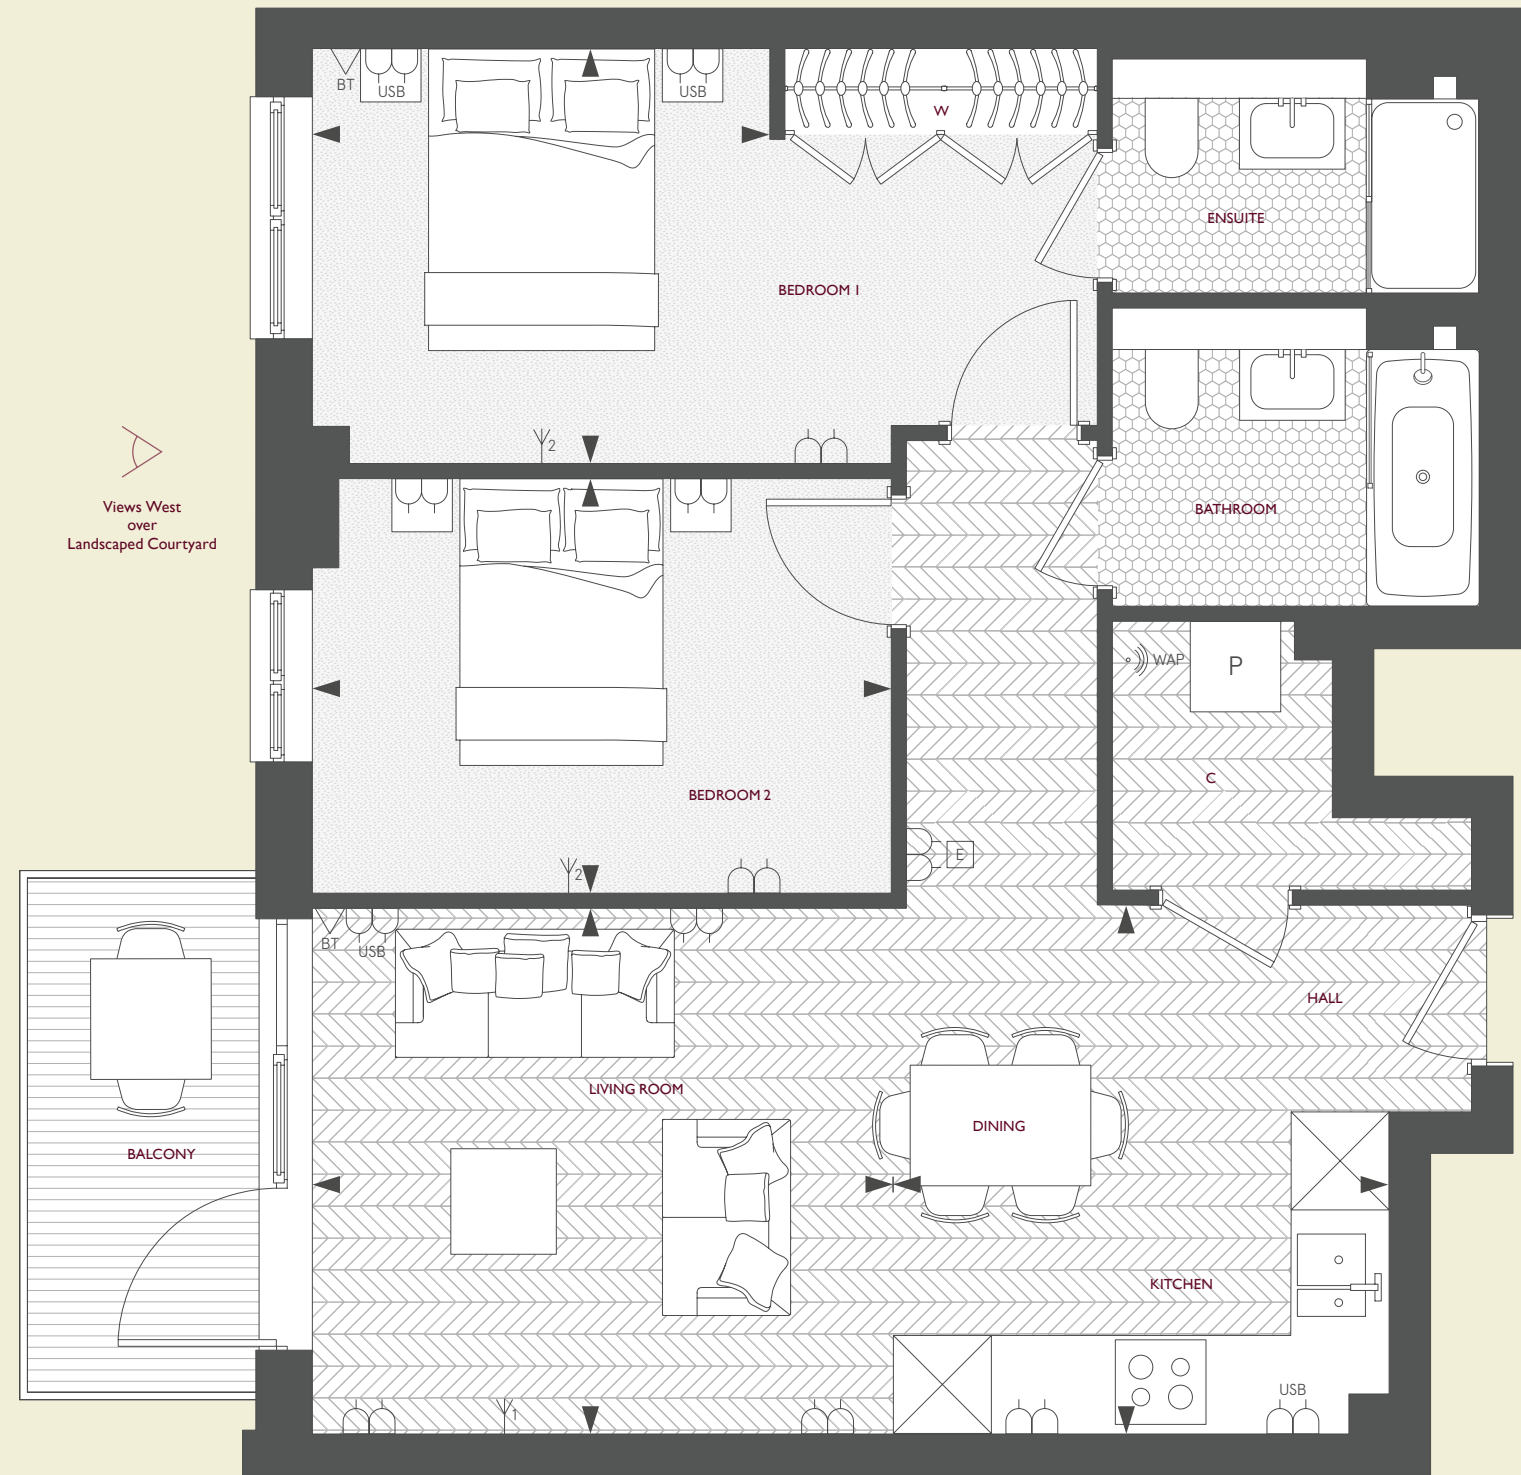 BT
USB
USB
W
ENSUITE
BEDROOM 1
2
Views West
over
Landscaped Courtyard
BATHROOM
WAP
P
C
BEDROOM 2
E
2
BT
USB
HALL
LIVING ROOM
DINING
BALCONY
KITCHEN
USB
1